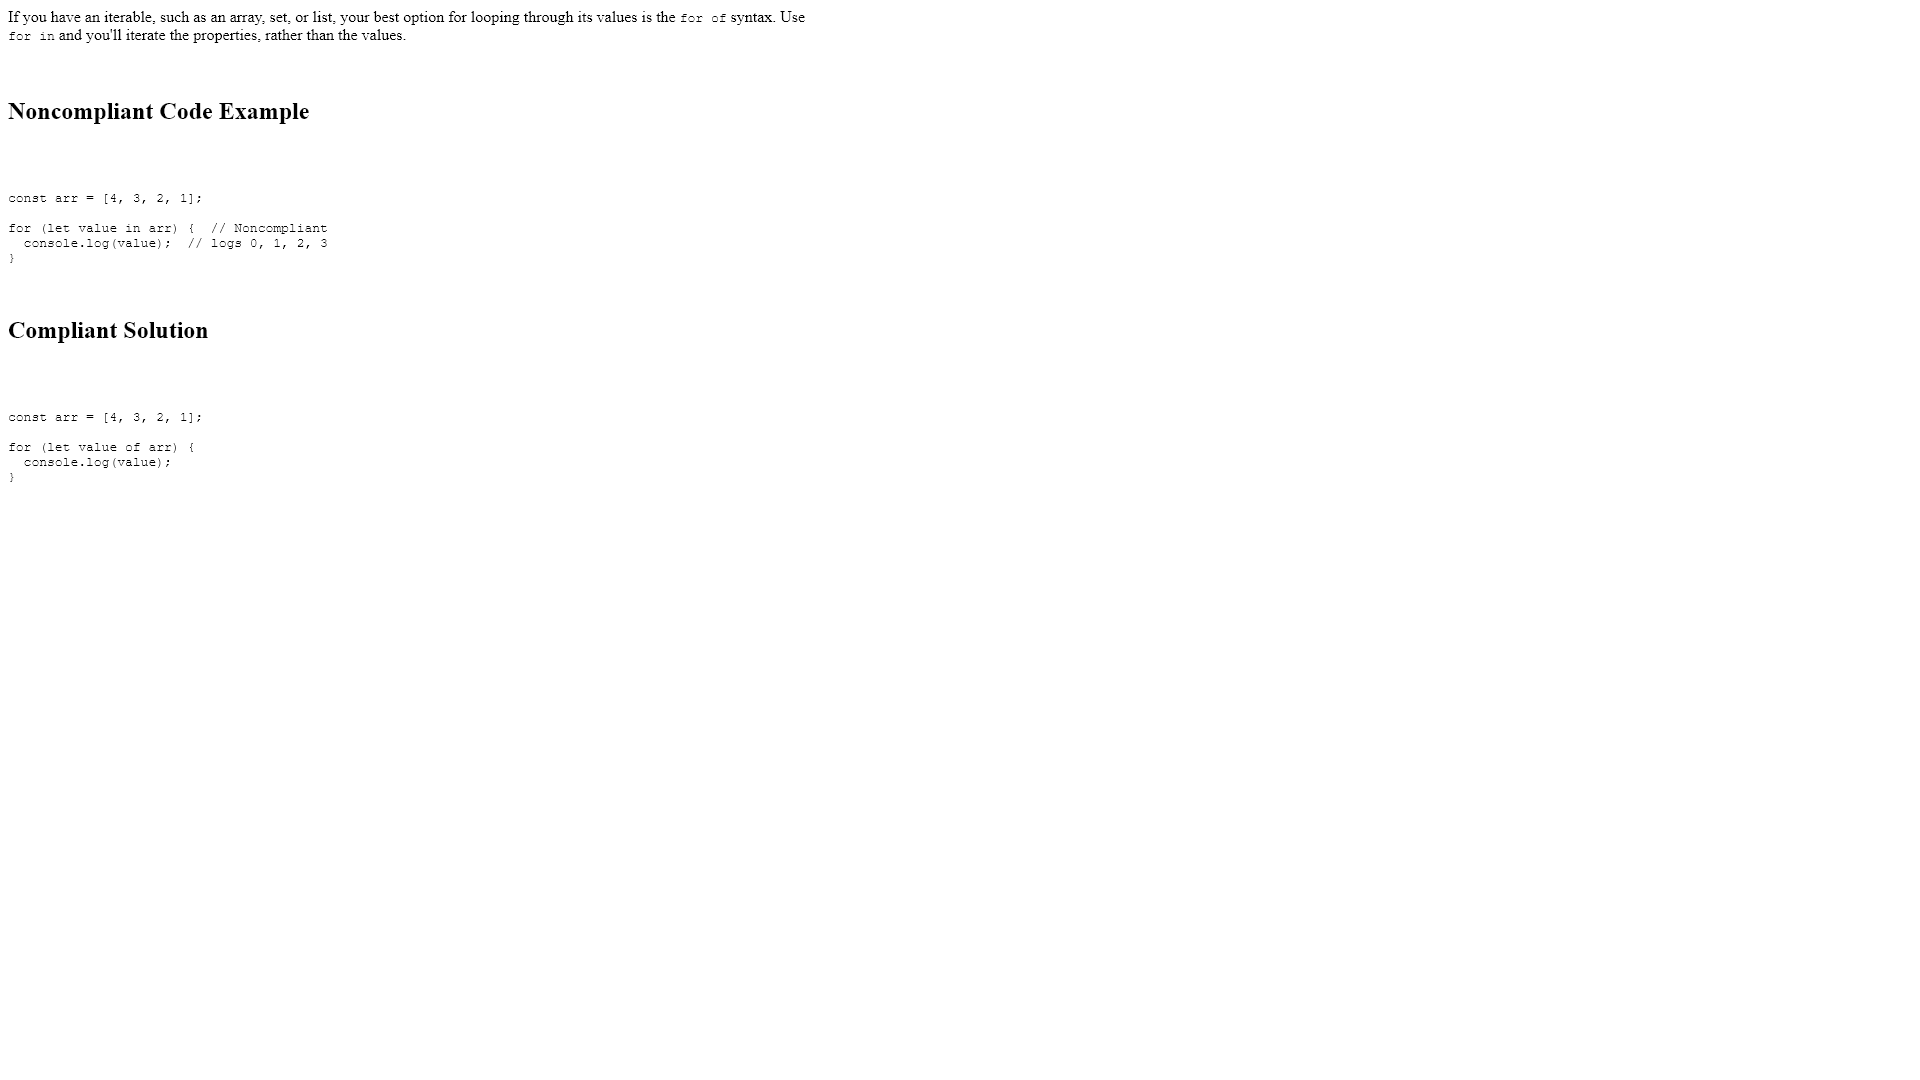 If you have an iterable, such as an array, set, or list, your best option for looping through its values is the for of syntax. Use
for in and you'll iterate the properties, rather than the values.
Noncompliant Code Example
const arr = [4, 3, 2, 1];
for (let value in arr) {  // Noncompliant
  console.log(value);  // logs 0, 1, 2, 3
}
Compliant Solution
const arr = [4, 3, 2, 1];
for (let value of arr) {
  console.log(value);
}